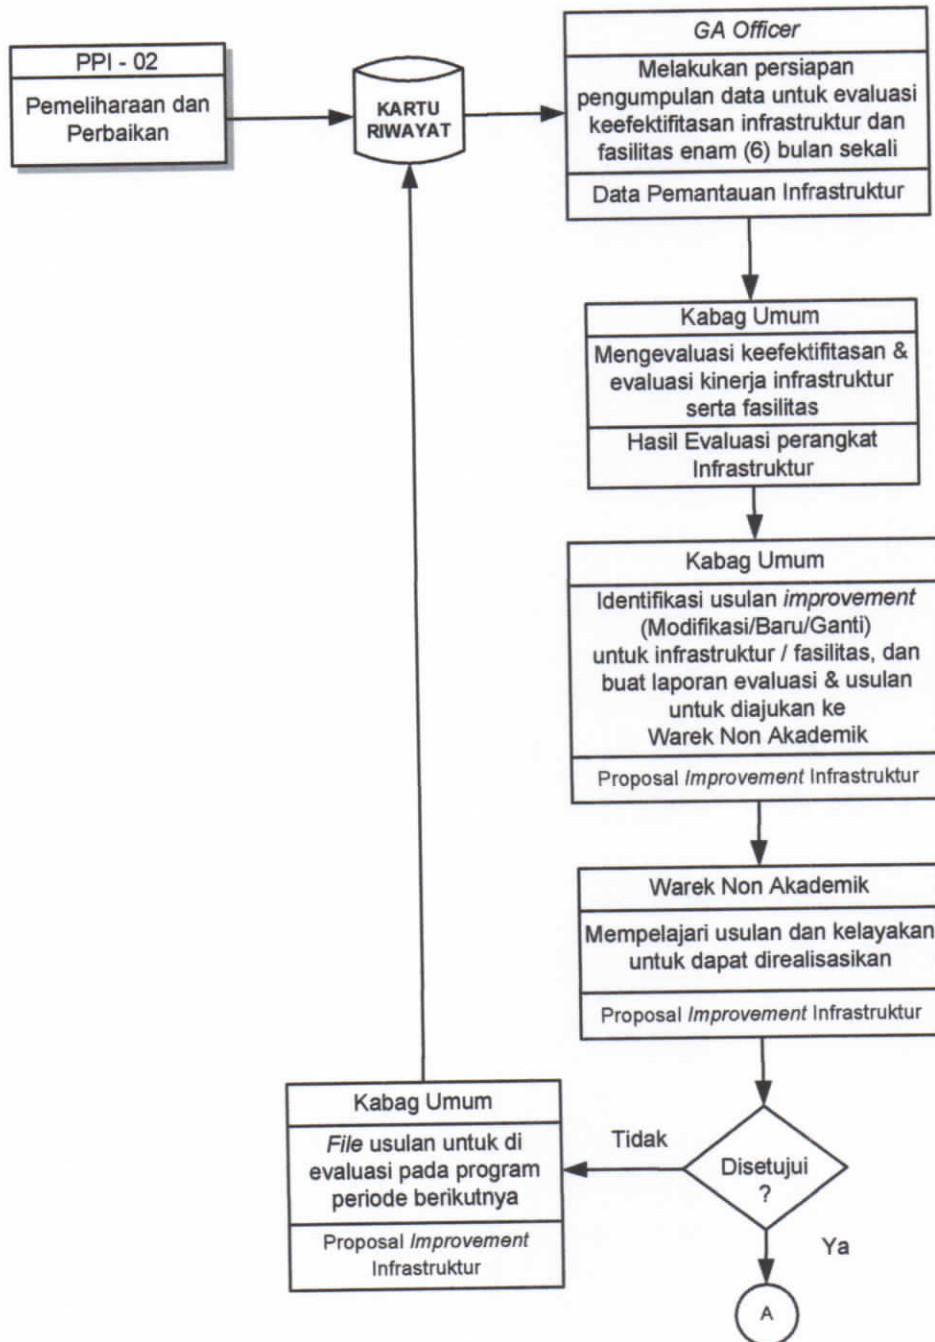 PPI - 02
Pemeliharaan dan
Perbaikan
KARTU
RIWAYAT
GA Officer
Melakukan persiapan
pengumpulan data untuk evaluasi
keefektifitasan infrastruktur dan
fasilitas enam (6) bulan sekali
Data Pemantauan Infrastruktur
Kabag Umum
Mengevaluasi keefektifitasan &
evaluasi kinerja infrastruktur
serta fasilitas
Hasil Evaluasi perangkat
Infrastruktur
Kabag Umum
Identifikasi usulan improvement
(Modifikasi/Baru/Ganti)
untuk infrastruktur / fasilitas, dan
buat laporan evaluasi & usulan
untuk diajukan ke
Warek Non Akademik
Proposal Improvement Infrastruktur
Warek Non Akademik
Mempelajari usulan dan kelayakan
untuk dapat direalisasikan
Proposal Improvement Infrastruktur
Disetujui
?
Tidak
Kabag Umum
File usulan untuk di
evaluasi pada program
periode berikutnya
Proposal Improvement
Infrastruktur
Ya
A